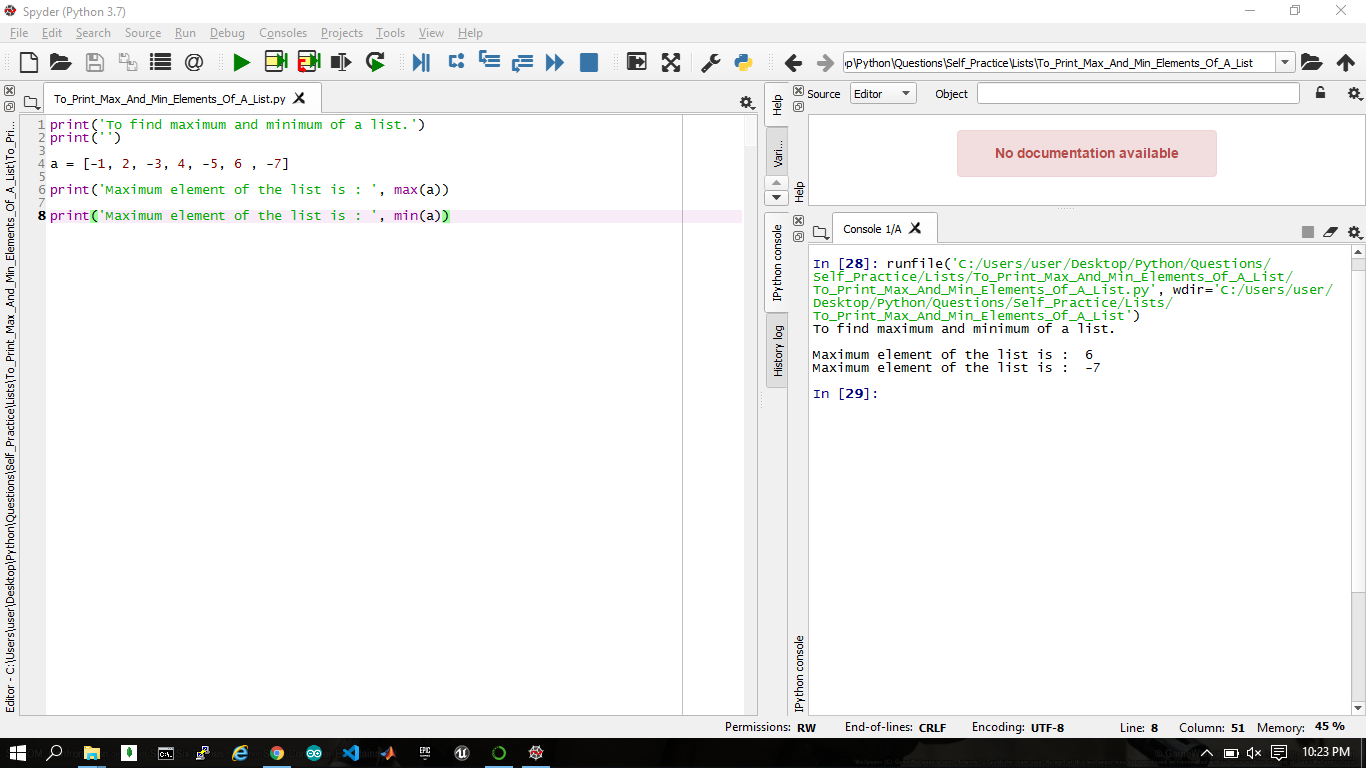 Spyder (Python 3.7)
File Edit Search Source Run Debug Consoles Projects Tools View Help
p\Python\Questions\Self_Practice\Lists\To_Print_Max_And_Min_Elements_Of_A_List
To_Print_Max_And_Min_Elements_Of_A_List.py
1 print('To find maximum and minimum of a list.')
2 print('')
3
4 a = [-1, 2, -3, 4, -5, 6 , -7]
5
6 print('Maximum element of the list is : ', max(a))
7
8 print('Maximum element of the list is : ', min(a))
Editor - C:\Users\user\Desktop\Python\Questions\Self_Practice\Lists\To_Print_Max_And_Min_Elements_Of_A_List\To_Pri...
Help
Vari...
IPython console
History log
Source Editor Object
No documentation available
Help
Console 1/A
In [28]: runfile('C:/Users/user/Desktop/Python/Questions/
Self_Practice/Lists/To_Print_Max_And_Min_Elements_Of_A_List/
To_Print_Max_And_Min_Elements_Of_A_List.py', wdir='C:/Users/user/
Desktop/Python/Questions/Self_Practice/Lists/
To_Print_Max_And_Min_Elements_Of_A_List')
To find maximum and minimum of a list.
Maximum element of the list is :  6
Maximum element of the list is :  -7
In [29]:
IPython console
Permissions: RW End-of-lines: CRLF Encoding: UTF-8 Line: 8 Column: 51 Memory: 45 %
EPIC
10:23 PM